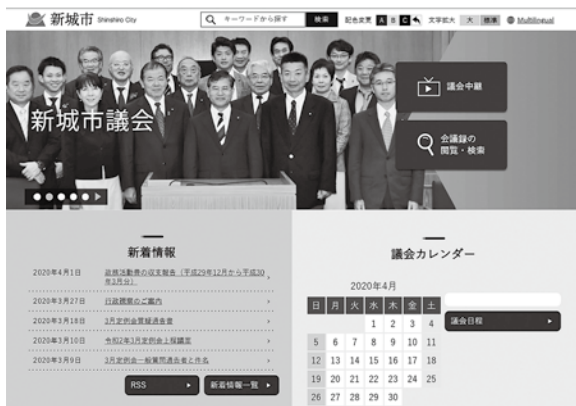 新城市 Shinshiro City
キーワードから探す
検索
配色変更 A B C
文字拡大 大 標準
Multilingual
新城市議会
議会中継
会議録の
閲覧・検索
新着情報
2020年4月1日 政務活動費の収支報告（平成29年12月から平成30
年3月分）
2020年3月27日 行政視察のご案内
2020年3月18日 3月定例会質疑通告書
2020年3月10日 令和2年3月定例会上程議案
2020年3月9日 3月定例会一般質問通告者と件名
RSS
新着情報一覧
議会カレンダー
2020年4月
日 月 火 水 木 金 土
1 2 3 4
5 6 7 8 9 10 11
12 13 14 15 16 17 18
19 20 21 22 23 24 25
26 27 28 29 30
議会日程